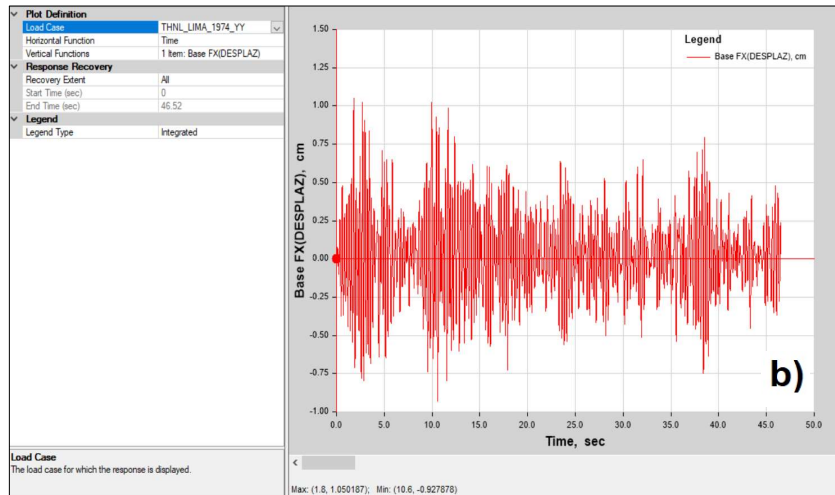 Plot Definition
Load Case THNL_LIMA_1974_YY
Horizontal Function Time
Vertical Functions 1 Item: Base FX(DESPLAZ)
Response Recovery
Recovery Extent All
Start Time (sec) 0
End Time (sec) 46.52
Legend
Legend Type Integrated
Load Case
The load case for which the response is displayed.
Legend
Base FX(DESPLAZ), cm
Base FX(DESPLAZ), cm
1.50
1.25
1.00
0.75
0.50
0.25
0.00
-0.25
-0.50
-0.75
-1.00
0.0 5.0 10.0 15.0 20.0 25.0 30.0 35.0 40.0 45.0 50.0
Time, sec
b)
<
Max: (1.8, 1.050187); Min: (10.6, -0.927878)